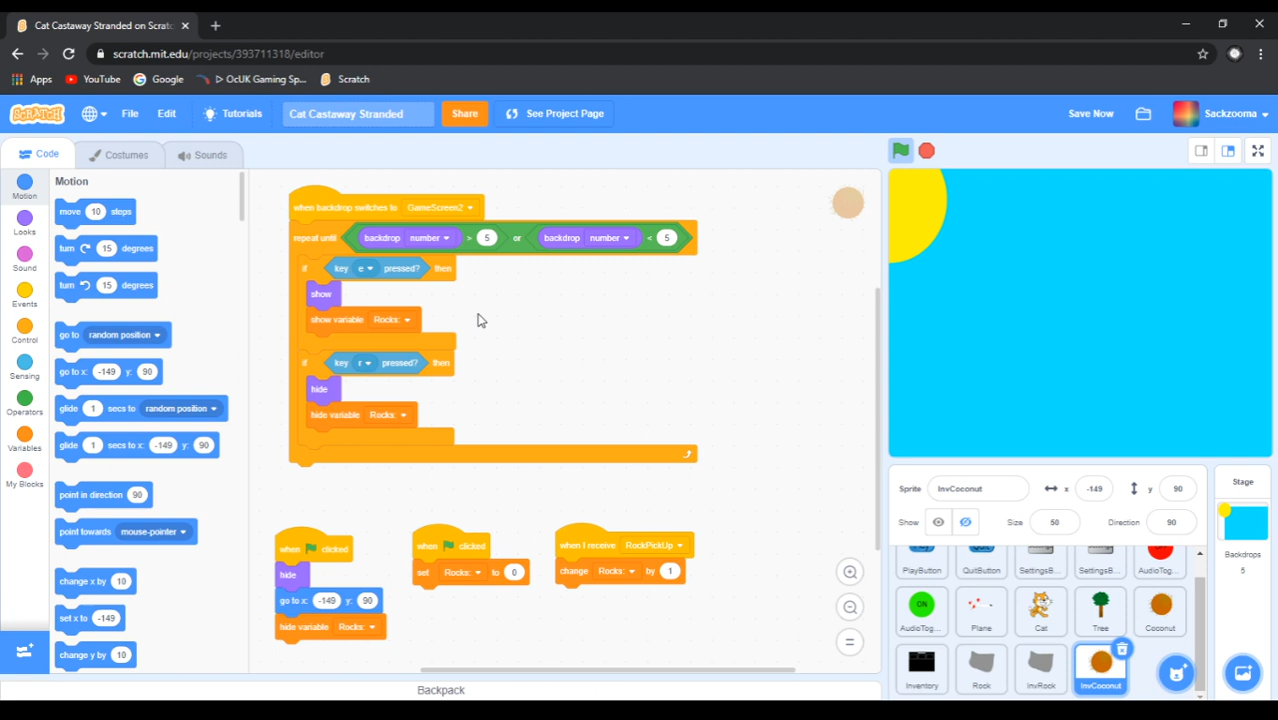 Cat Castaway Stranded on Scratc
scratch.mit.edu/projects/393711318/editor
Apps YouTube Google ▷ OcUK Gaming Sp... Scratch
SCRATCH File Edit Tutorials Cat Castaway Stranded Share See Project Page Save Now Sackzooma
Code Costumes Sounds
Motion
Looks
Sound
Events
Control
Sensing
Operators
Variables
My Blocks
Motion
move 10 steps
turn 15 degrees
turn 15 degrees
go to random position
go to x: -149 y: 90
glide 1 secs to random position
glide 1 secs to x: -149 y: 90
point in direction 90
point towards mouse-pointer
change x by 10
set x to -149
change y by 10
when backdrop switches to GameScreen2
repeat until backdrop number > 5 or backdrop number < 5
if key e pressed? then
show
show variable Rocks:
if key r pressed? then
hide
hide variable Rocks:
when clicked
hide
go to x: -149 y: 90
hide variable Rocks:
when clicked
set Rocks: to 0
when I receive RockPickUp
change Rocks: by 1
Sprite InvCoconut x -149 y 90
Show Size 50 Direction 90
PlayButton QuitButton SettingsB... SettingsB... AudioTog...
ON
AudioTog... Plane Cat Tree Coconut
Inventory Rock InvRock InvCoconut
Stage
Backdrops
5
Backpack